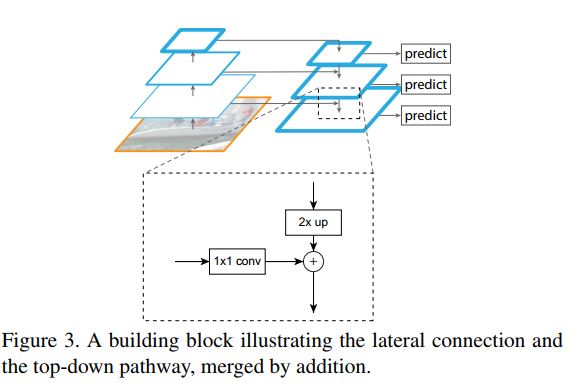 predict
predict
predict
2x up
1x1 conv
+
Figure 3. A building block illustrating the lateral connection and
the top-down pathway, merged by addition.